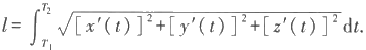 l = ∫_{T_1}^{T_2} √([x′(t)]² + [y′(t)]² + [z′(t)]²) dt.